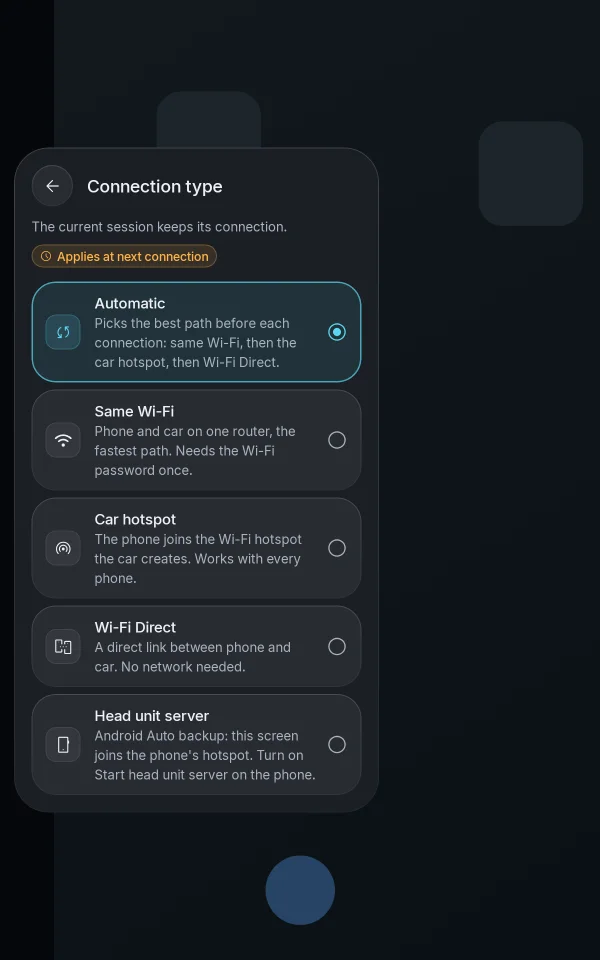 Connection type
The current session keeps its connection.
Applies at next connection
Automatic
Picks the best path before each
connection: same Wi-Fi, then the
car hotspot, then Wi-Fi Direct.
Same Wi-Fi
Phone and car on one router, the
fastest path. Needs the Wi-Fi
password once.
Car hotspot
The phone joins the Wi-Fi hotspot
the car creates. Works with every
phone.
Wi-Fi Direct
A direct link between phone and
car. No network needed.
Head unit server
Android Auto backup: this screen
joins the phone's hotspot. Turn on
Start head unit server on the phone.